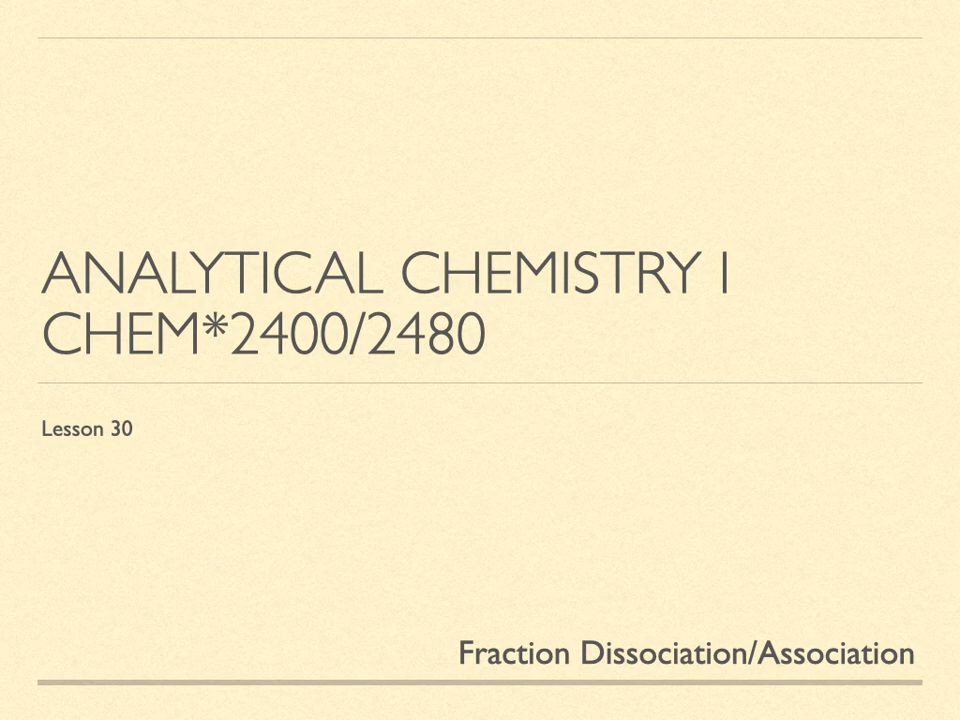 ANALYTICAL CHEMISTRY I
CHEM*2400/2480
Lesson 30
Fraction Dissociation/Association